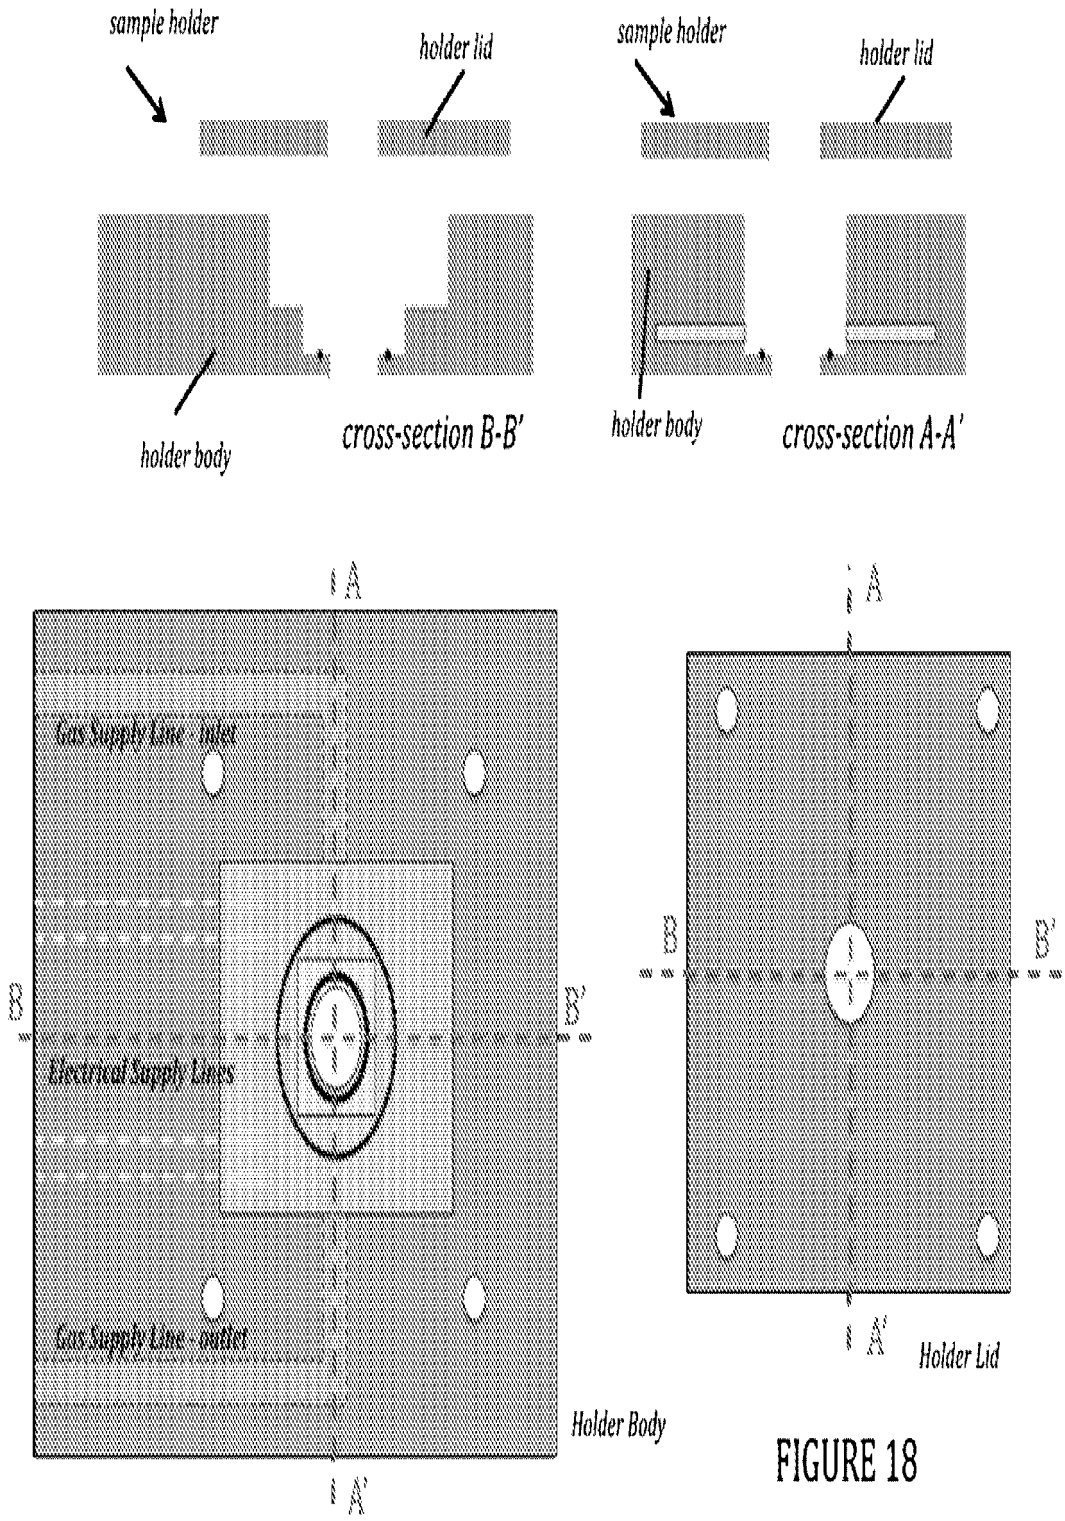 sample holder
holder lid
sample holder
holder lid
holder body
cross-section B-B'
holder body
cross-section A-A'
A
A
Gas Supply Line - inlet
B
B'
B
B'
Electrical Supply Lines
Gas Supply Line - outlet
A'
Holder Lid
Holder Body
FIGURE 18
A'